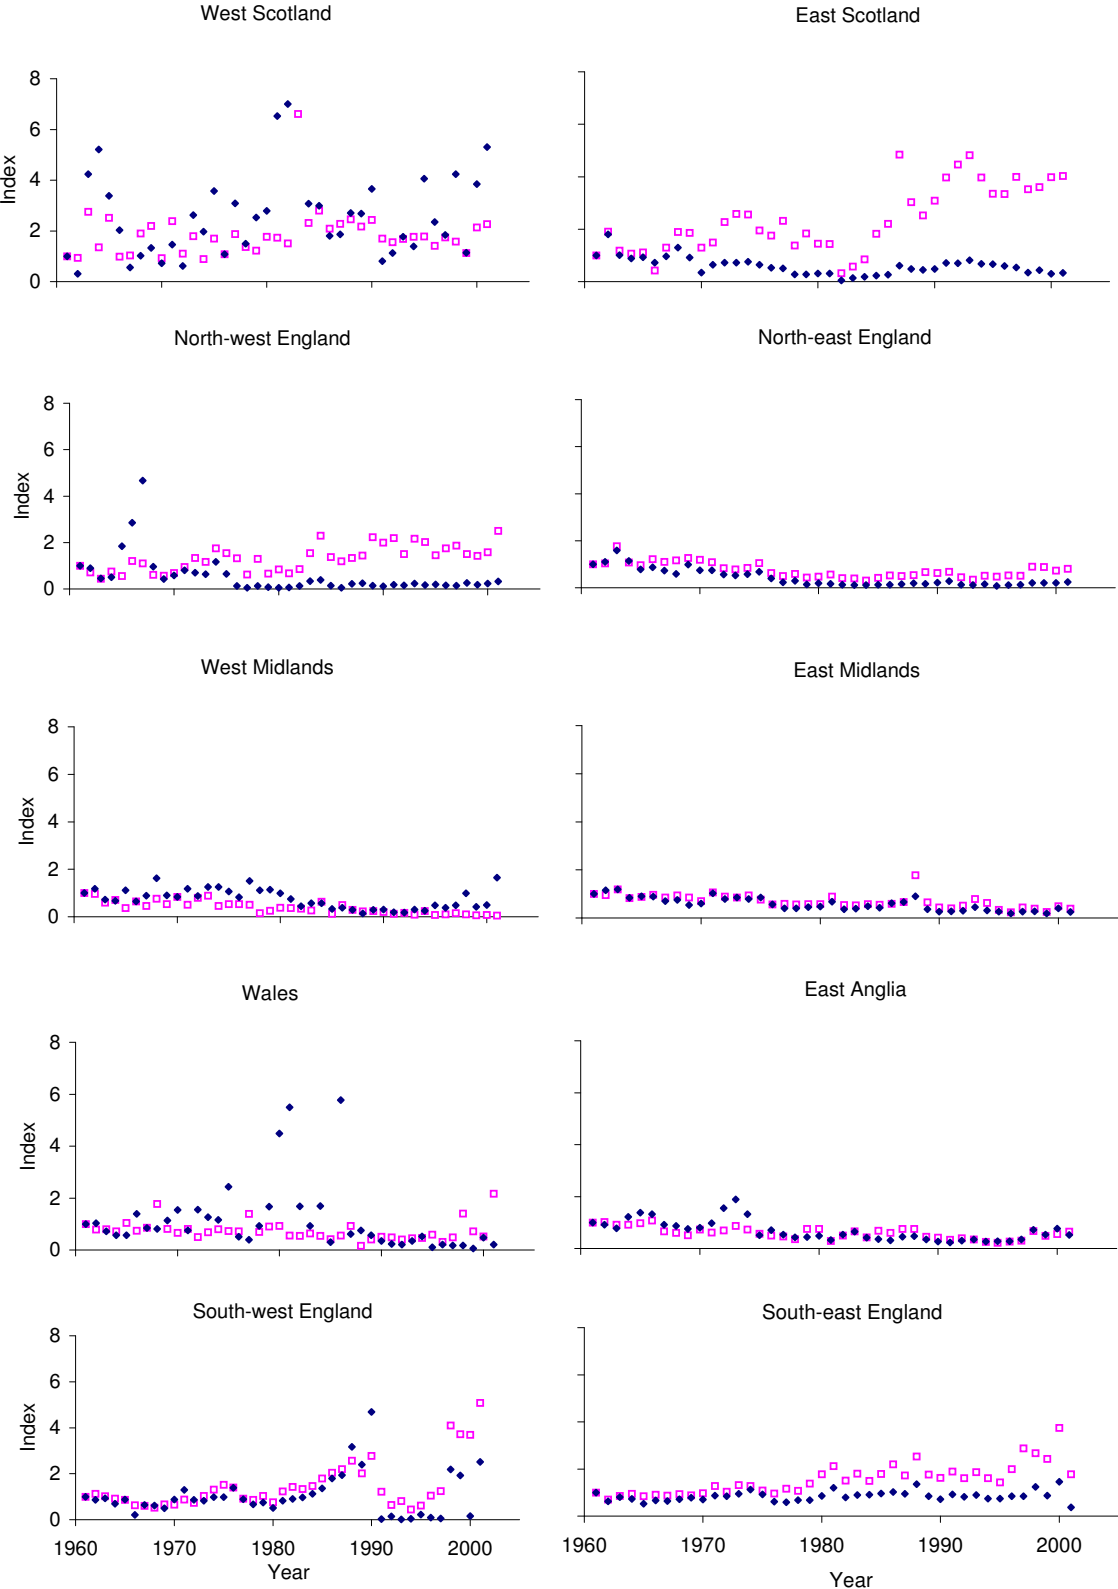 West Scotland
East Scotland
8
6
4
2
0
Index
North-west England
North-east England
8
6
4
2
0
Index
West Midlands
East Midlands
8
6
4
2
0
Index
Wales
East Anglia
8
6
4
2
0
Index
South-west England
South-east England
8
6
4
2
0
Index
1960 1970 1980 1990 2000
Year
1960 1970 1980 1990 2000
Year